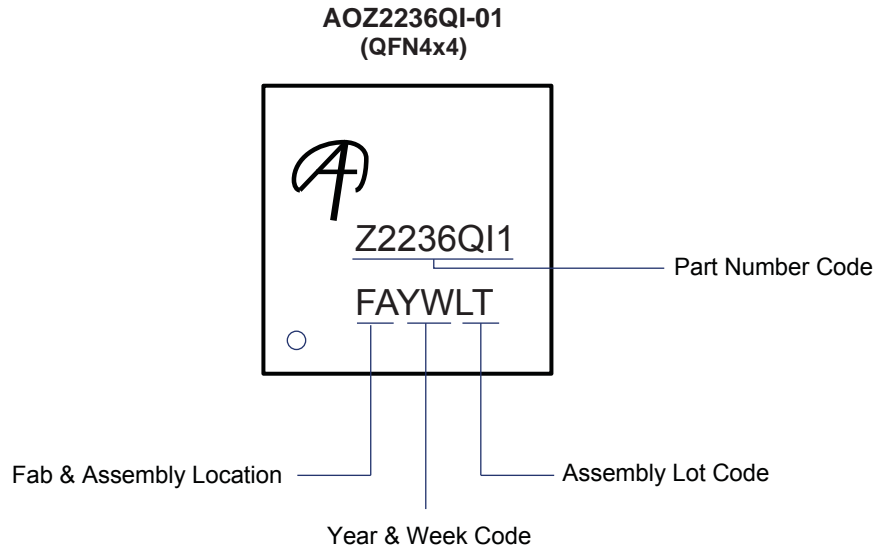 AOZ2236QI-01
(QFN4x4)
Z2236QI1
Part Number Code
FAYWLT
Fab & Assembly Location
Assembly Lot Code
Year & Week Code